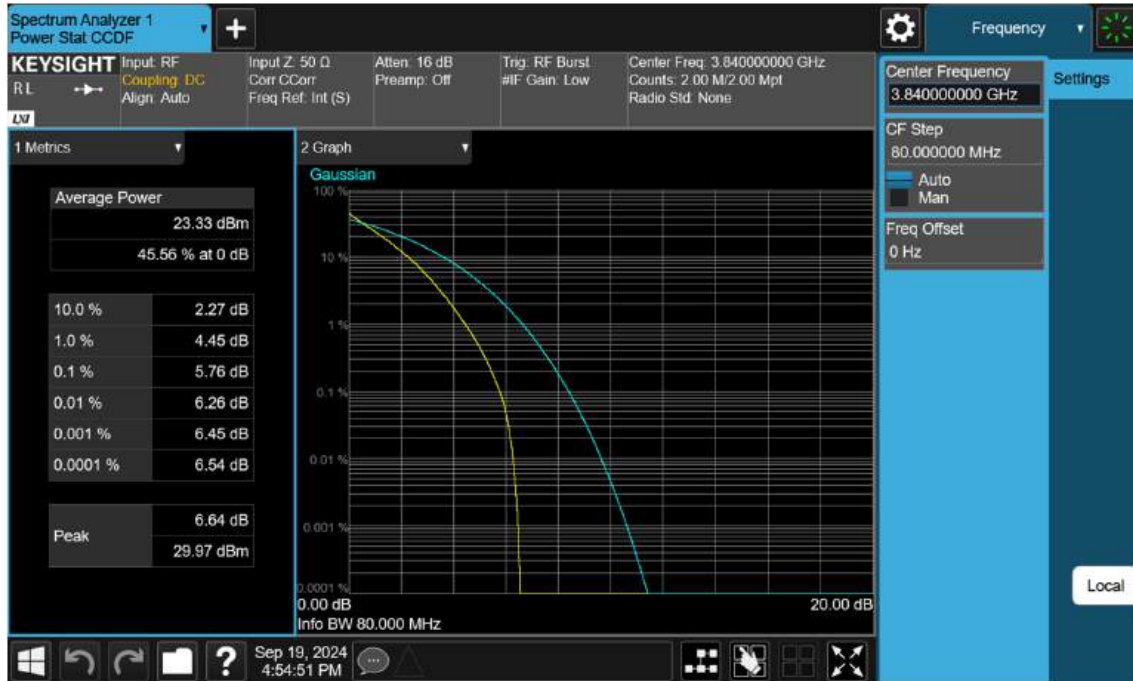 Spectrum Analyzer 1
Power Stat CCDF
+
Frequency
KEYSIGHT
RL
LXI
Input: RF
Coupling: DC
Align: Auto
Input Z: 50 Ω
Corr CCorr
Freq Ref: Int (S)
Atten: 16 dB
Preamp: Off
Trig: RF Burst
#IF Gain: Low
Center Freq: 3.840000000 GHz
Counts: 2.00 M/2.00 Mpt
Radio Std: None
Center Frequency
3.840000000 GHz
Settings
CF Step
80.000000 MHz
Auto
Man
Freq Offset
0 Hz
1 Metrics
Average Power
23.33 dBm
45.56 % at 0 dB
10.0 % 2.27 dB
1.0 % 4.45 dB
0.1 % 5.76 dB
0.01 % 6.26 dB
0.001 % 6.45 dB
0.0001 % 6.54 dB
Peak
6.64 dB
29.97 dBm
2 Graph
Gaussian
100 %
10 %
1 %
0.1 %
0.01 %
0.001 %
0.0001 %
0.00 dB 20.00 dB
Info BW 80.000 MHz
Local
?
Sep 19, 2024
4:54:51 PM